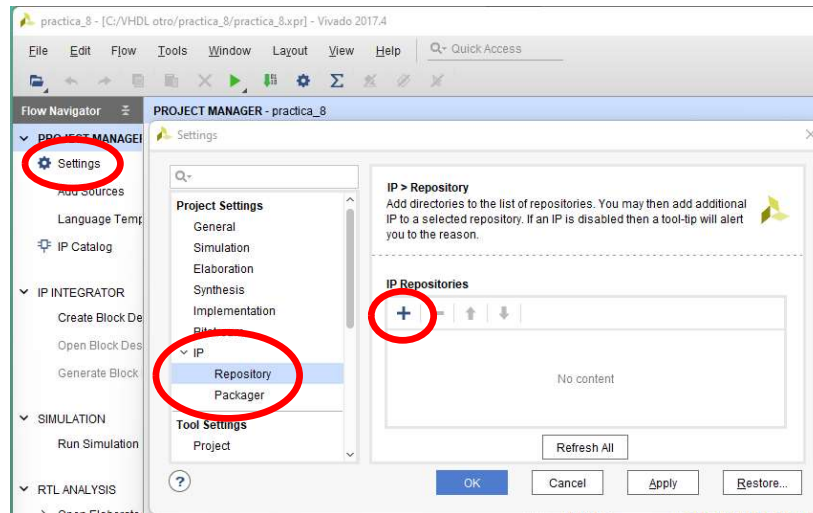 practica_8 - [C:/VHDL otro/practica_8/practica_8.xpr] - Vivado 2017.4
File Edit Flow Tools Window Layout View Help Quick Access
Flow Navigator
PROJECT MANAGER - practica_8
PROJECT MANAGER
Settings
Add Sources
Language Temp
IP Catalog
IP INTEGRATOR
Create Block De
Open Block Des
Generate Block
SIMULATION
Run Simulation
RTL ANALYSIS
Open Elaborate
Settings
Project Settings
General
Simulation
Elaboration
Synthesis
Implementation
Bitstream
IP
Repository
Packager
Tool Settings
Project
IP > Repository
Add directories to the list of repositories. You may then add additional
IP to a selected repository. If an IP is disabled then a tool-tip will alert
you to the reason.
IP Repositories
No content
Refresh All
?
OK Cancel Apply Restore...